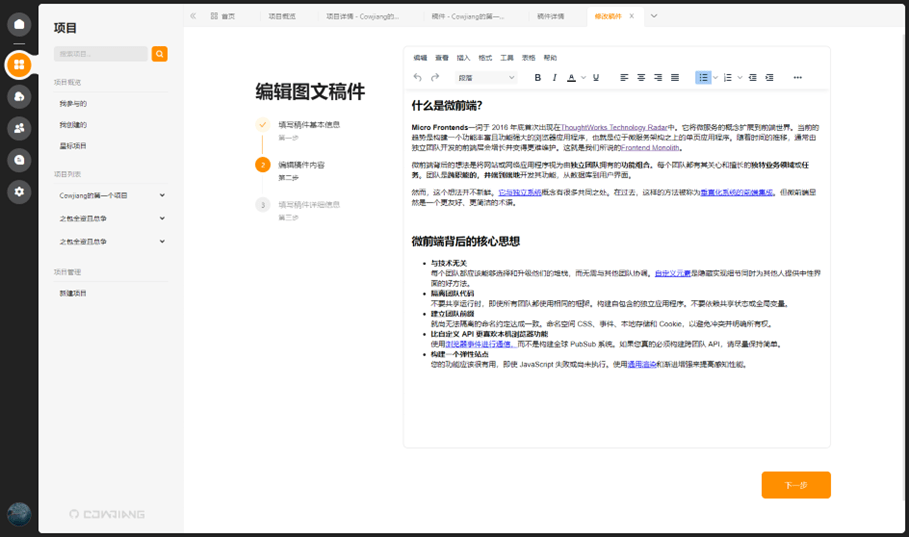 项目
搜索项目...
项目概览
我参与的
我创建的
星标项目
项目列表
Cowjiang的第一个项目
项目管理
新建项目
COWJIANG
首页
项目概览
项目详情 - Cowjiang的...
稿件 - Cowjiang的第一...
稿件详情
修改稿件
编辑图文稿件
填写稿件基本信息
第一步
2
编辑稿件内容
第二步
3
填写稿件详细信息
第三步
编辑 查看 插入 格式 工具 表格 帮助
段落 B I A U
什么是微前端?
Micro Frontends一词于 2016 年底首次出现在ThoughtWorks Technology Radar中。它将微服务的概念扩展到前端世界。当前的
趋势是构建一个功能丰富且功能强大的浏览器应用程序，也就是位于微服务架构之上的单页应用程序。随着时间的推移，通常由
独立团队开发的前端层会增长并变得更难维护。这就是我们所说的Frontend Monolith。
微前端背后的想法是将网站或网络应用程序视为由独立团队拥有的功能组合。每个团队都有其关心和擅长的独特业务领域或任
务。团队是跨职能的，并端到端地开发其功能，从数据库到用户界面。
然而，这个想法并不新鲜。它与独立系统概念有很多共同之处。在过去，这样的方法被称为垂直化系统的前端集成。但微前端显
然是一个更友好、更简洁的术语。
微前端背后的核心思想
与技术无关
每个团队都应该能够选择和升级他们的堆栈，而无需与其他团队协调。自定义元素是隐藏实现细节同时为其他人提供中性界
面的好方法。
隔离团队代码
不要共享运行时，即使所有团队都使用相同的框架。构建自包含的独立应用程序。不要依赖共享状态或全局变量。
建立团队前缀
就尚无法隔离的命名约定达成一致。命名空间 CSS、事件、本地存储和 Cookie，以避免冲突并明确所有权。
比自定义 API 更喜欢本机浏览器功能
使用浏览器事件进行通信，而不是构建全球 PubSub 系统。如果您真的必须构建跨团队 API，请尽量保持简单。
构建一个弹性站点
您的功能应该很有用，即使 JavaScript 失败或尚未执行。使用通用渲染和渐进增强来提高感知性能。
下一步